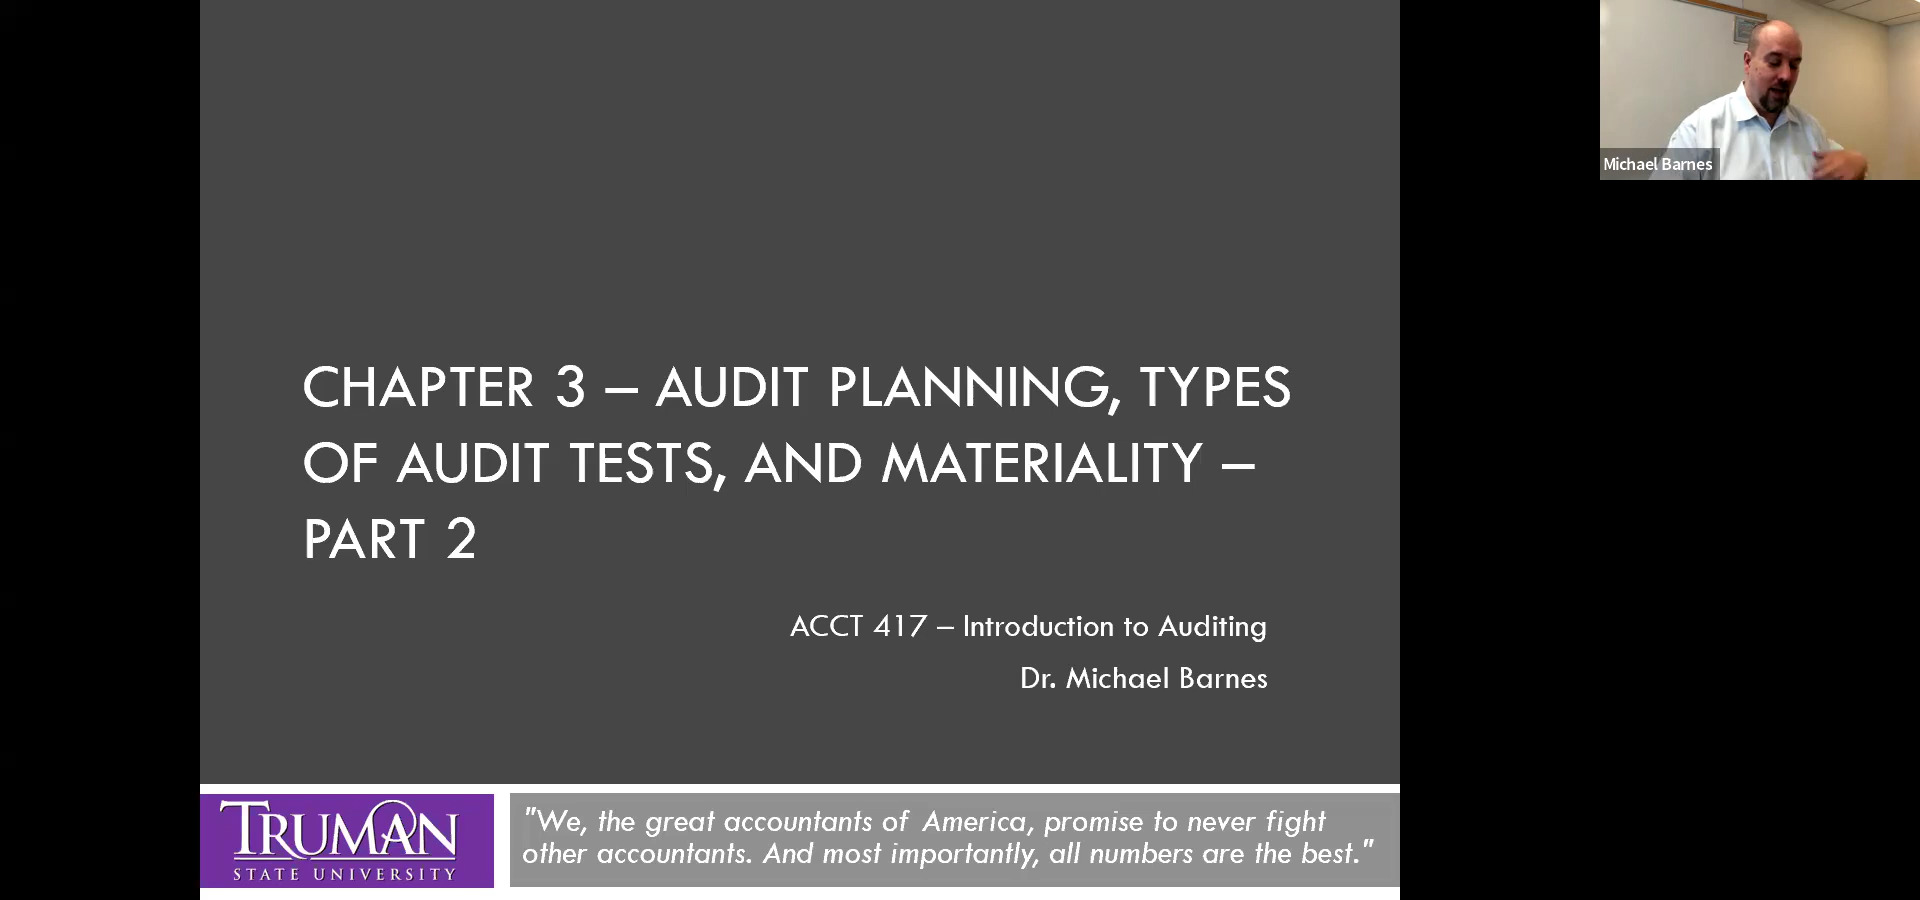 CHAPTER 3 – AUDIT PLANNING, TYPES
OF AUDIT TESTS, AND MATERIALITY –
PART 2
ACCT 417 – Introduction to Auditing
Dr. Michael Barnes
TRUMAN
STATE UNIVERSITY
"We, the great accountants of America, promise to never fight
other accountants. And most importantly, all numbers are the best."
Michael Barnes